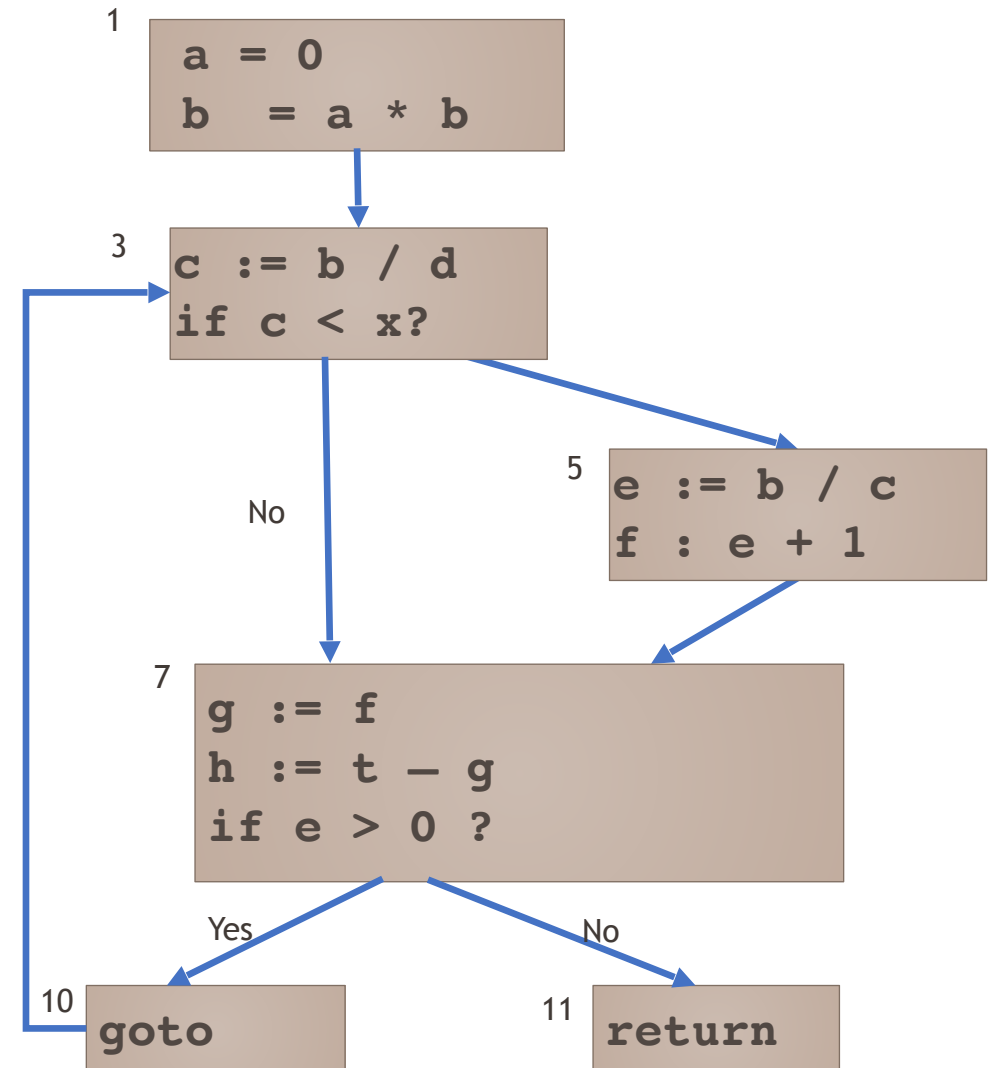 1
a = 0
b = a * b
3
c := b / d
if c < x?
No
5
e := b / c
f : e + 1
7
g := f
h := t – g
if e > 0 ?
Yes
No
10
goto
11
return